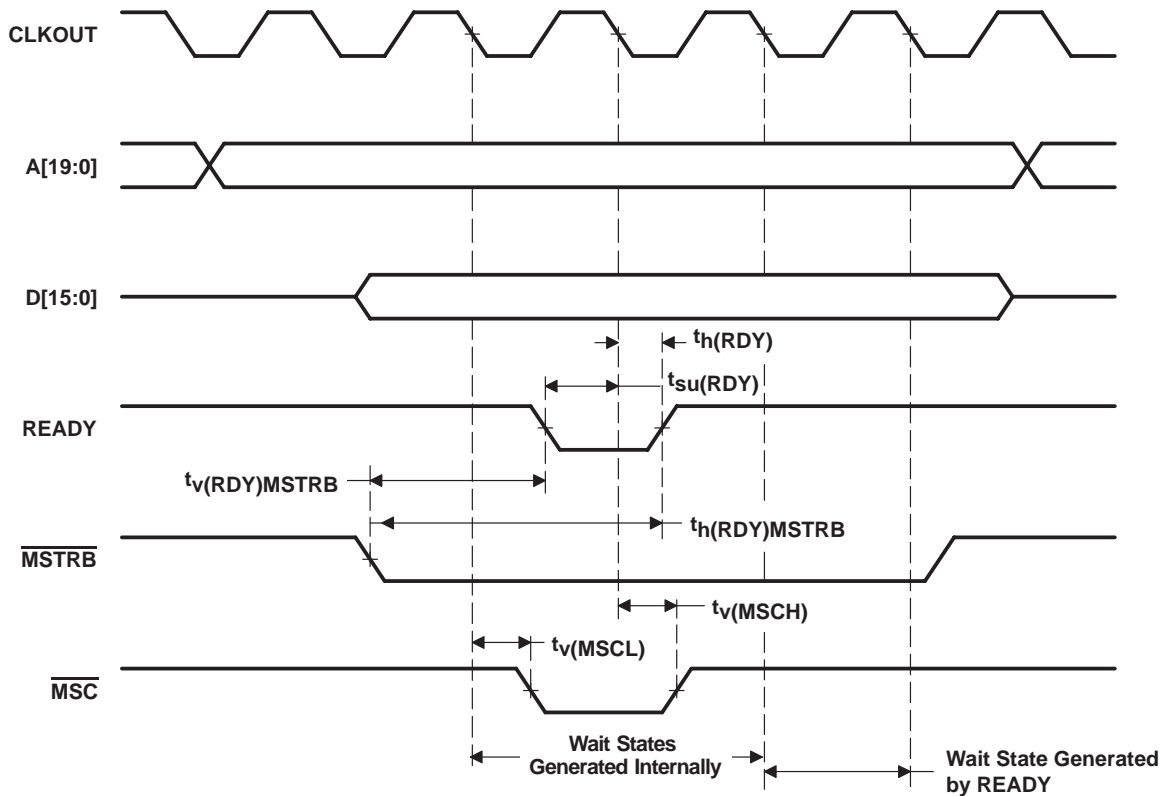 CLKOUT
A[19:0]
D[15:0]
th(RDY)
tsu(RDY)
READY
tv(RDY)MSTRB
th(RDY)MSTRB
MSTRB
tv(MSCH)
tv(MSCL)
MSC
Wait States
Generated Internally
Wait State Generated
by READY